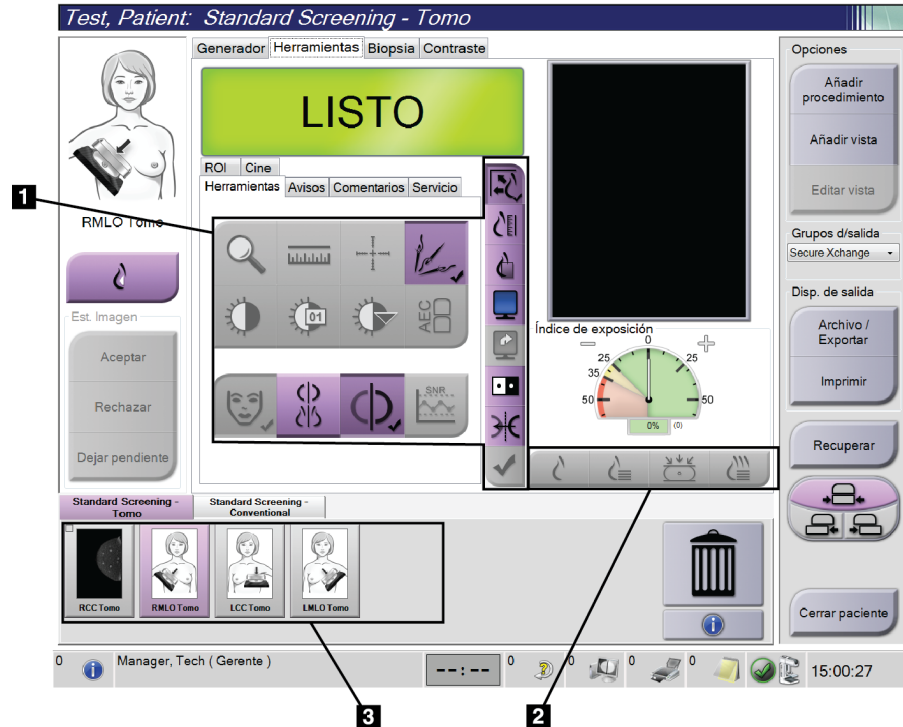 Test, Patient: Standard Screening - Tomo
Generador Herramientas Biopsia Contraste
LISTO
ROI Cine
Herramientas Avisos Comentarios Servicio
1
RMLO Tomo
Est. Imagen
Aceptar
Rechazar
Dejar pendiente
01
AEC
SNR
Índice de exposición
0
25 25
35
50 50
0% (0)
Opciones
Añadir
procedimiento
Añadir vista
Editar vista
Grupos d/salida
Secure Xchange
Disp. de salida
Archivo /
Exportar
Imprimir
Recuperar
Cerrar paciente
Standard Screening -
Tomo
Standard Screening -
Conventional
RCC Tomo
RMLO Tomo
LCC Tomo
LMLO Tomo
0 Manager, Tech ( Gerente ) --:-- 0 0 0 0 15:00:27
3
2